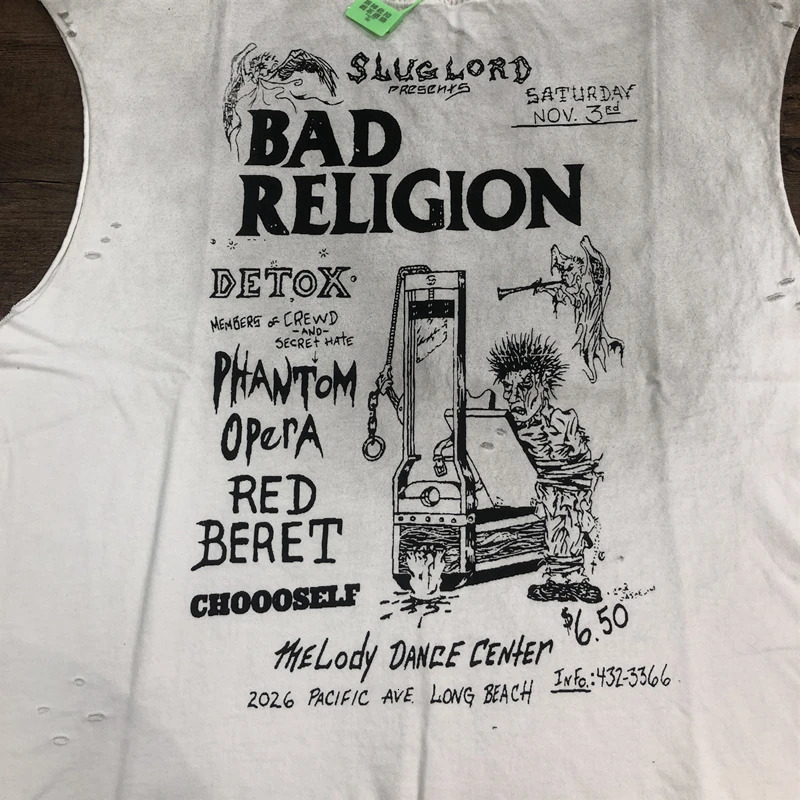 SLUGLORD
PRESENTS
SATURDAY
NOV. 3rd
BAD
RELIGION
DETOX
MEMBERS OF CREWD
-AND-
SECRET HATE
PHANTOM
OPERA
RED
BERET
CHOOOSELF
$6.50
MELODY DANCE CENTER
2026 PACIFIC AVE. LONG BEACH
INFO.: 432-3366